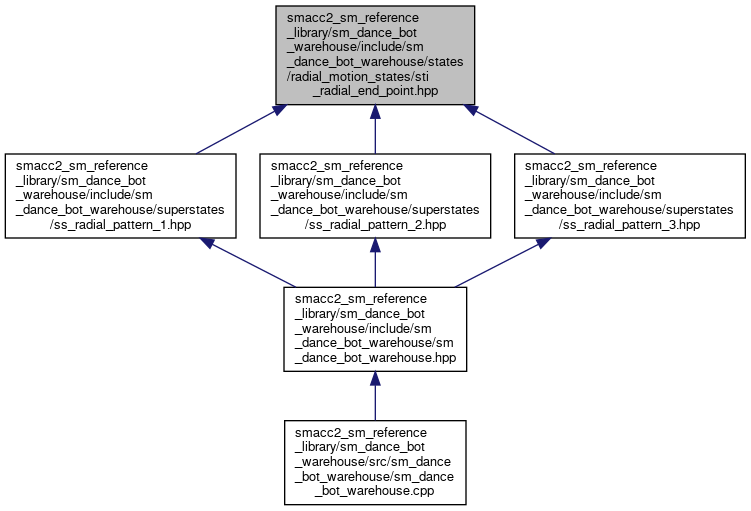 smacc2_sm_reference
_library/sm_dance_bot
_warehouse/include/sm
_dance_bot_warehouse/states
/radial_motion_states/sti
_radial_end_point.hpp
smacc2_sm_reference
_library/sm_dance_bot
_warehouse/include/sm
_dance_bot_warehouse/superstates
/ss_radial_pattern_1.hpp
smacc2_sm_reference
_library/sm_dance_bot
_warehouse/include/sm
_dance_bot_warehouse/superstates
/ss_radial_pattern_2.hpp
smacc2_sm_reference
_library/sm_dance_bot
_warehouse/include/sm
_dance_bot_warehouse/superstates
/ss_radial_pattern_3.hpp
smacc2_sm_reference
_library/sm_dance_bot
_warehouse/include/sm
_dance_bot_warehouse/sm
_dance_bot_warehouse.hpp
smacc2_sm_reference
_library/sm_dance_bot
_warehouse/src/sm_dance
_bot_warehouse/sm_dance
_bot_warehouse.cpp